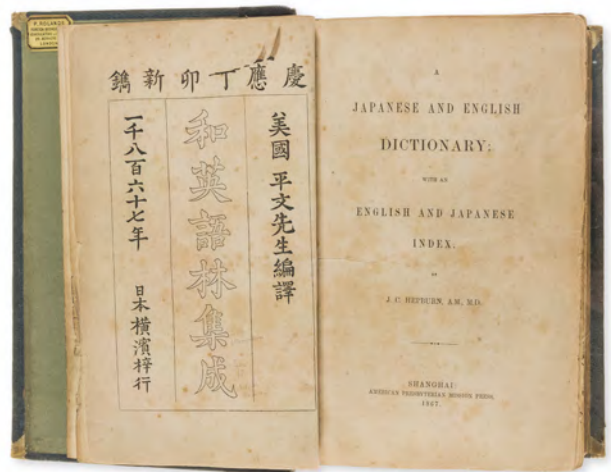 慶應丁卯新鐫
美國平文先生編譯
和英語林集成
一千八百六十七年 日本橫濱梓行
A
JAPANESE AND ENGLISH
DICTIONARY;
WITH AN
ENGLISH AND JAPANESE
INDEX.
BY
J. C. HEPBURN, A.M., M.D.
SHANGHAI:
AMERICAN PRESBYTERIAN MISSION PRESS,
1867.